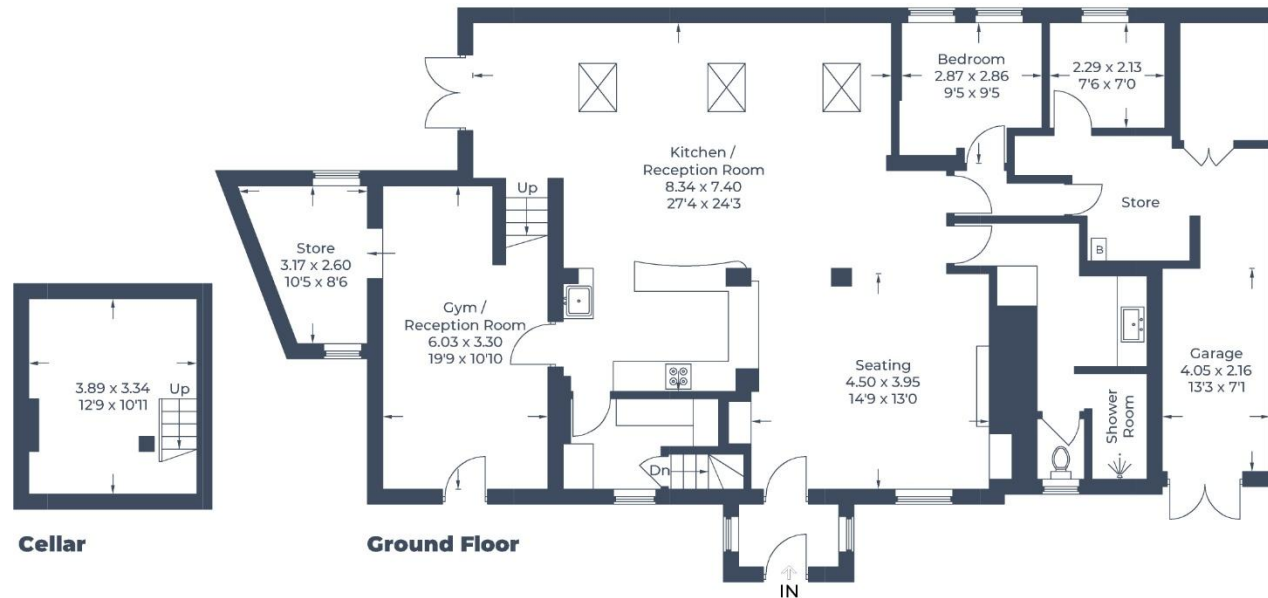 Bedroom
2.87 x 2.86
9'5 x 9'5
2.29 x 2.13
7'6 x 7'0
Kitchen /
Reception Room
8.34 x 7.40
27'4 x 24'3
Up
Store
Store
3.17 x 2.60
10'5 x 8'6
B
Gym /
Reception Room
6.03 x 3.30
19'9 x 10'10
Seating
4.50 x 3.95
14'9 x 13'0
Garage
4.05 x 2.16
13'3 x 7'1
3.89 x 3.34
12'9 x 10'11
Up
Shower
Room
Dn
Cellar
Ground Floor
IN